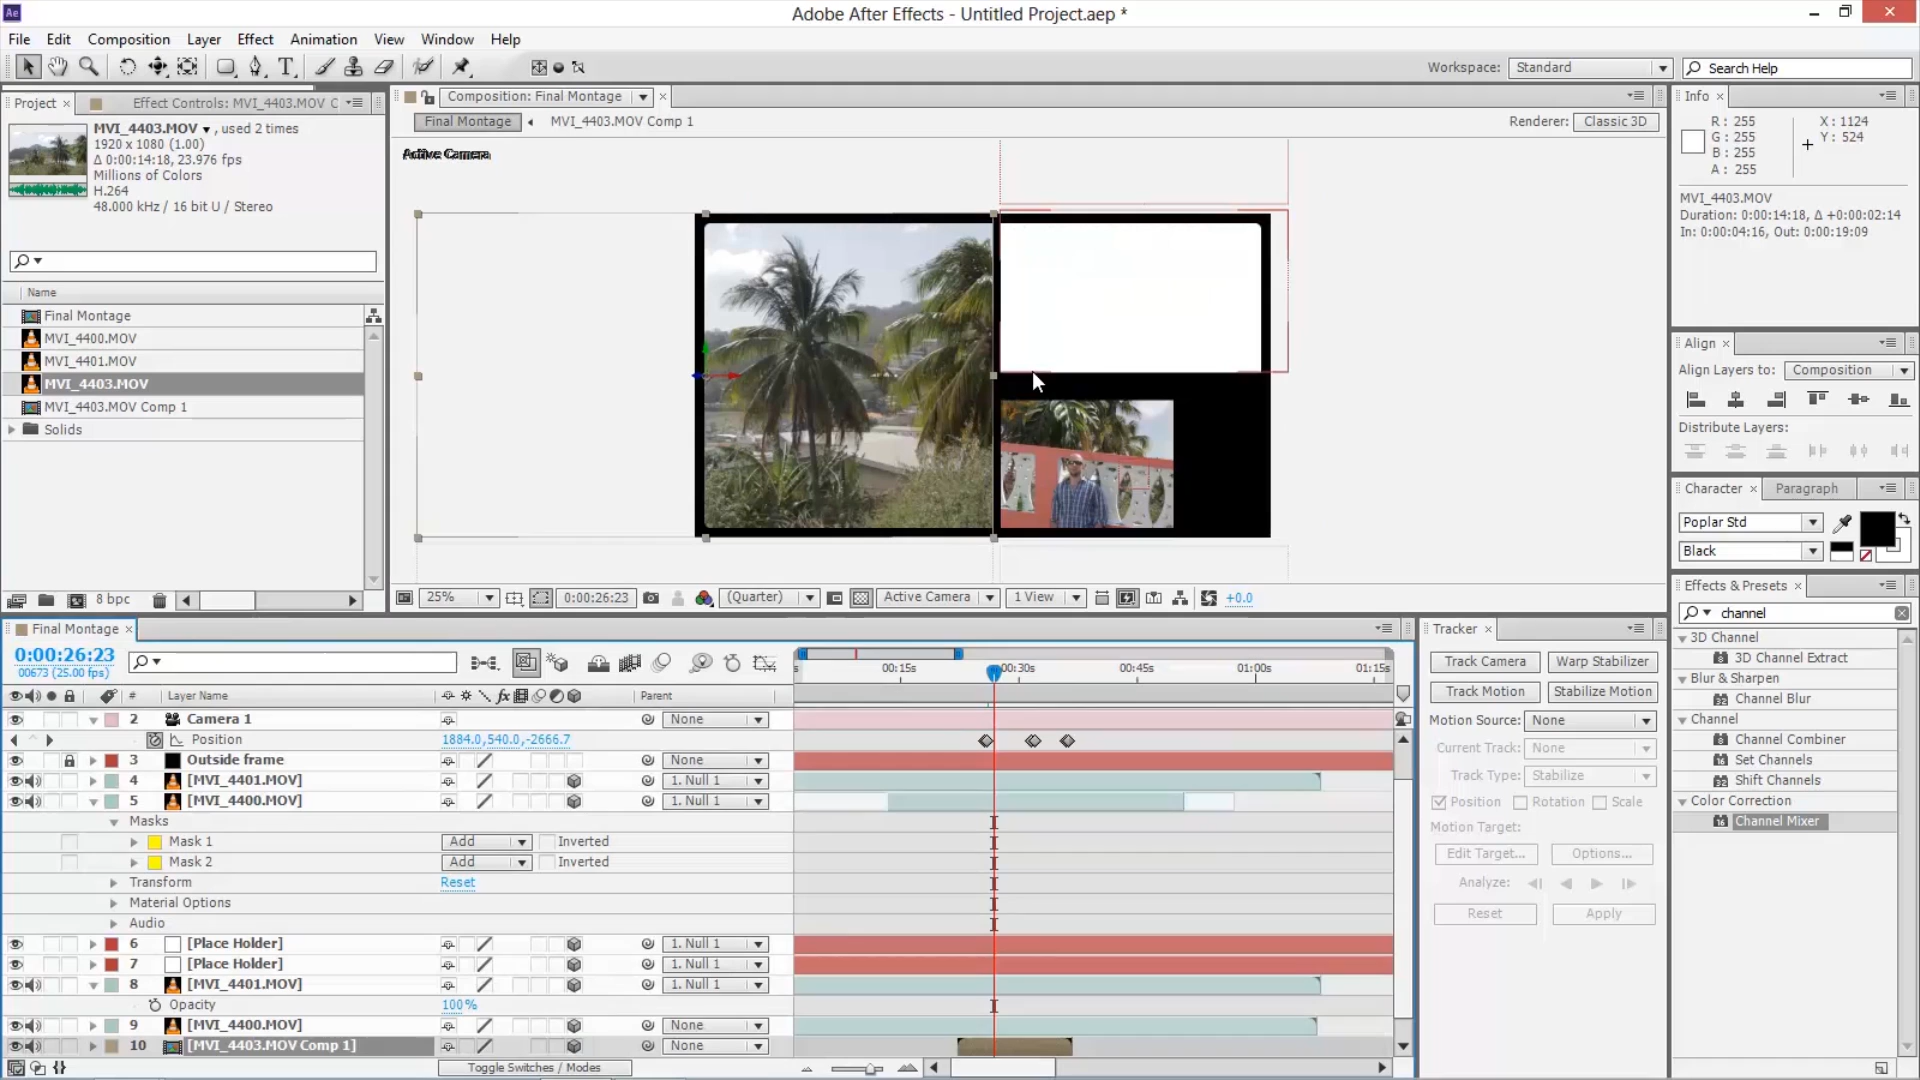 Ae
Adobe After Effects - Untitled Project.aep *
File Edit Composition Layer Effect Animation View Window Help
Workspace: Standard Search Help
Project × Effect Controls: MVI_4403.MOV C
MVI_4403.MOV ▼ , used 2 times
1920 x 1080 (1.00)
Δ 0:00:14:18, 23.976 fps
Millions of Colors
H.264
48.000 kHz / 16 bit U / Stereo
Name
Final Montage
MVI_4400.MOV
MVI_4401.MOV
MVI_4403.MOV
MVI_4403.MOV Comp 1
Solids
8 bpc
Composition: Final Montage
Final Montage MVI_4403.MOV Comp 1
Renderer: Classic 3D
Active Camera
25% 0:00:26:23 (Quarter) Active Camera 1 View +0.0
Info ×
R : 255
G : 255
B : 255
A : 255
X : 1124
Y : 524
MVI_4403.MOV
Duration: 0:00:14:18, Δ +0:00:02:14
In: 0:00:04:16, Out: 0:00:19:09
Align ×
Align Layers to: Composition
Distribute Layers:
Character × Paragraph
Poplar Std
Black
Effects & Presets ×
channel
3D Channel
3D Channel Extract
Blur & Sharpen
Channel Blur
Channel
Channel Combiner
Set Channels
Shift Channels
Color Correction
Channel Mixer
Final Montage ×
0:00:26:23
00673 (25.00 fps)
s 00:15s 00:30s 00:45s 01:00s 01:15s
# Layer Name Parent
2 Camera 1 None
Position 1884.0,540.0,-2666.7
3 Outside frame None
4 [MVI_4401.MOV] 1. Null 1
5 [MVI_4400.MOV] 1. Null 1
Masks
Mask 1 Add Inverted
Mask 2 Add Inverted
Transform Reset
Material Options
Audio
6 [Place Holder] 1. Null 1
7 [Place Holder] 1. Null 1
8 [MVI_4401.MOV] 1. Null 1
Opacity 100%
9 [MVI_4400.MOV] None
10 [MVI_4403.MOV Comp 1] None
Toggle Switches / Modes
Tracker ×
Track Camera Warp Stabilizer
Track Motion Stabilize Motion
Motion Source: None
Current Track: None
Track Type: Stabilize
Position Rotation Scale
Motion Target:
Edit Target... Options...
Analyze:
Reset Apply